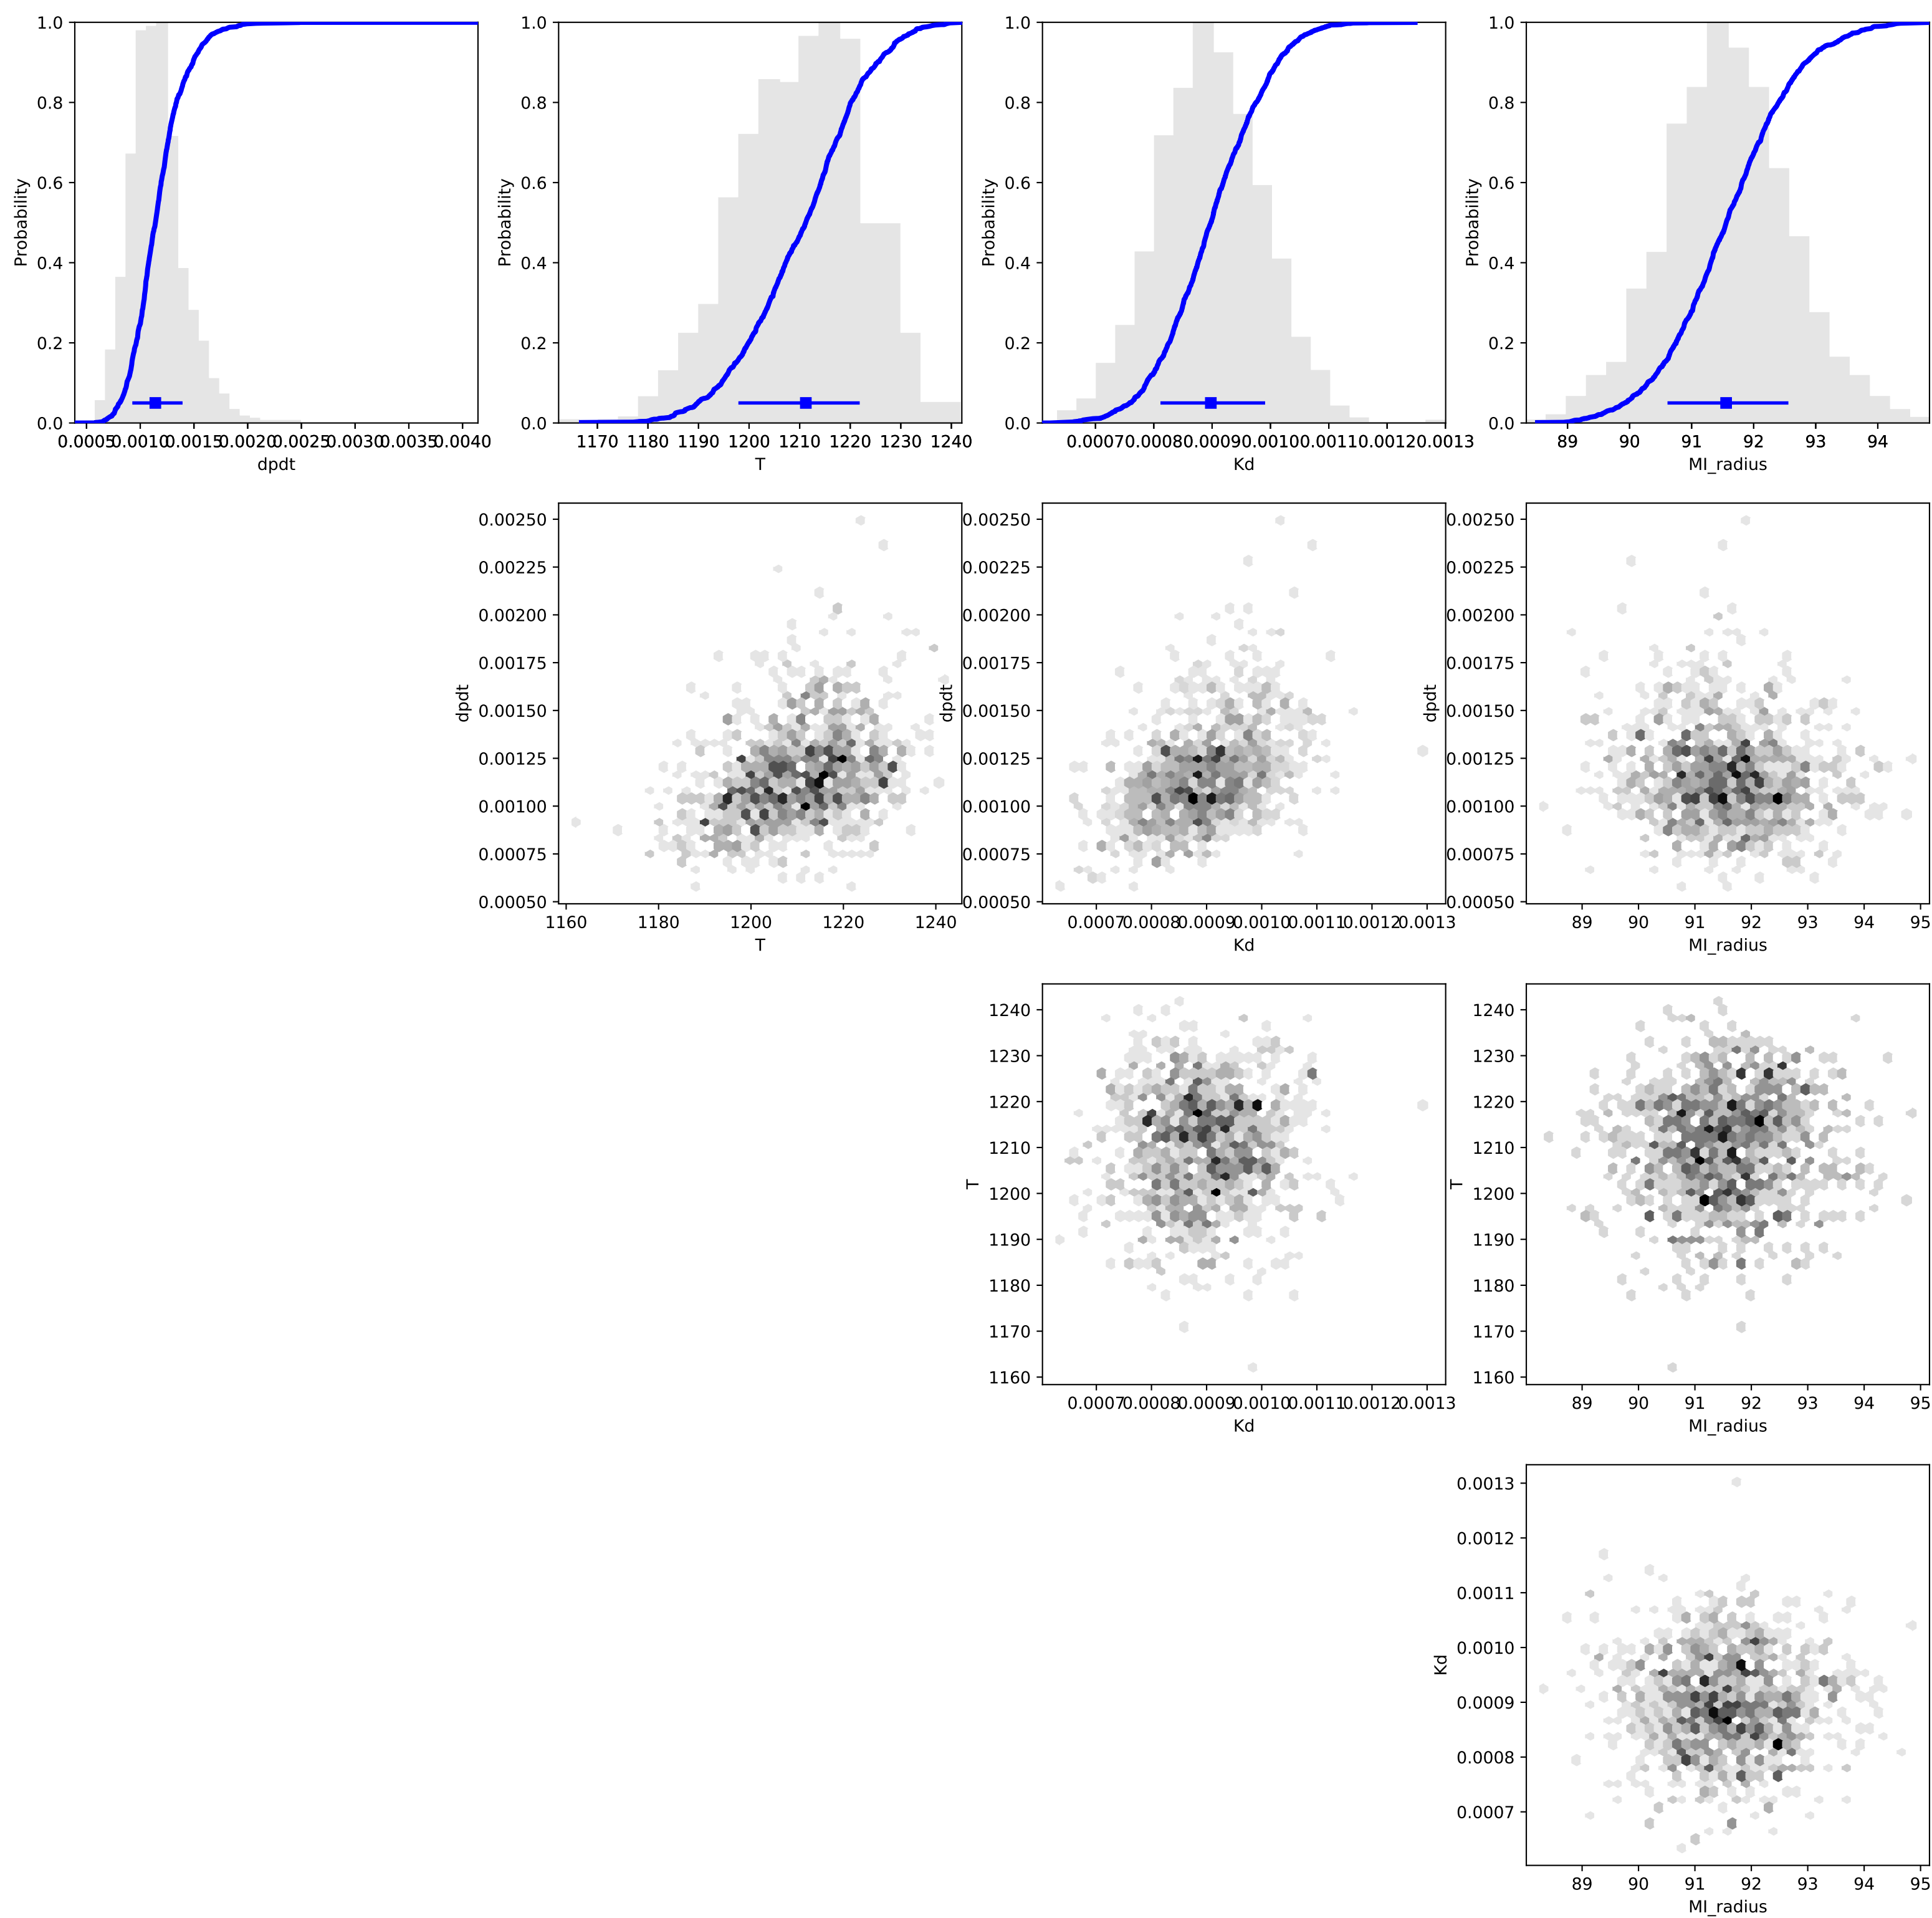 1.0
0.8
0.6
0.4
0.2
0.0
Probability
0.0005 0.0010 0.0015 0.0020 0.0025 0.0030 0.0035 0.0040
dpdt
1.0
0.8
0.6
0.4
0.2
0.0
Probability
1170 1180 1190 1200 1210 1220 1230 1240
T
1.0
0.8
0.6
0.4
0.2
0.0
Probability
0.0007 0.0008 0.0009 0.0010 0.0011 0.0012 0.0013
Kd
1.0
0.8
0.6
0.4
0.2
0.0
Probability
89 90 91 92 93 94
MI_radius
0.00250
0.00225
0.00200
0.00175
0.00150
0.00125
0.00100
0.00075
0.00050
dpdt
1160 1180 1200 1220 1240
T
0.00250
0.00225
0.00200
0.00175
0.00150
0.00125
0.00100
0.00075
0.00050
dpdt
0.0007 0.0008 0.0009 0.0010 0.0011 0.0012 0.0013
Kd
0.00250
0.00225
0.00200
0.00175
0.00150
0.00125
0.00100
0.00075
0.00050
dpdt
89 90 91 92 93 94 95
MI_radius
1240
1230
1220
1210
1200
1190
1180
1170
1160
T
0.0007 0.0008 0.0009 0.0010 0.0011 0.0012 0.0013
Kd
1240
1230
1220
1210
1200
1190
1180
1170
1160
T
89 90 91 92 93 94 95
MI_radius
0.0013
0.0012
0.0011
0.0010
0.0009
0.0008
0.0007
Kd
89 90 91 92 93 94 95
MI_radius